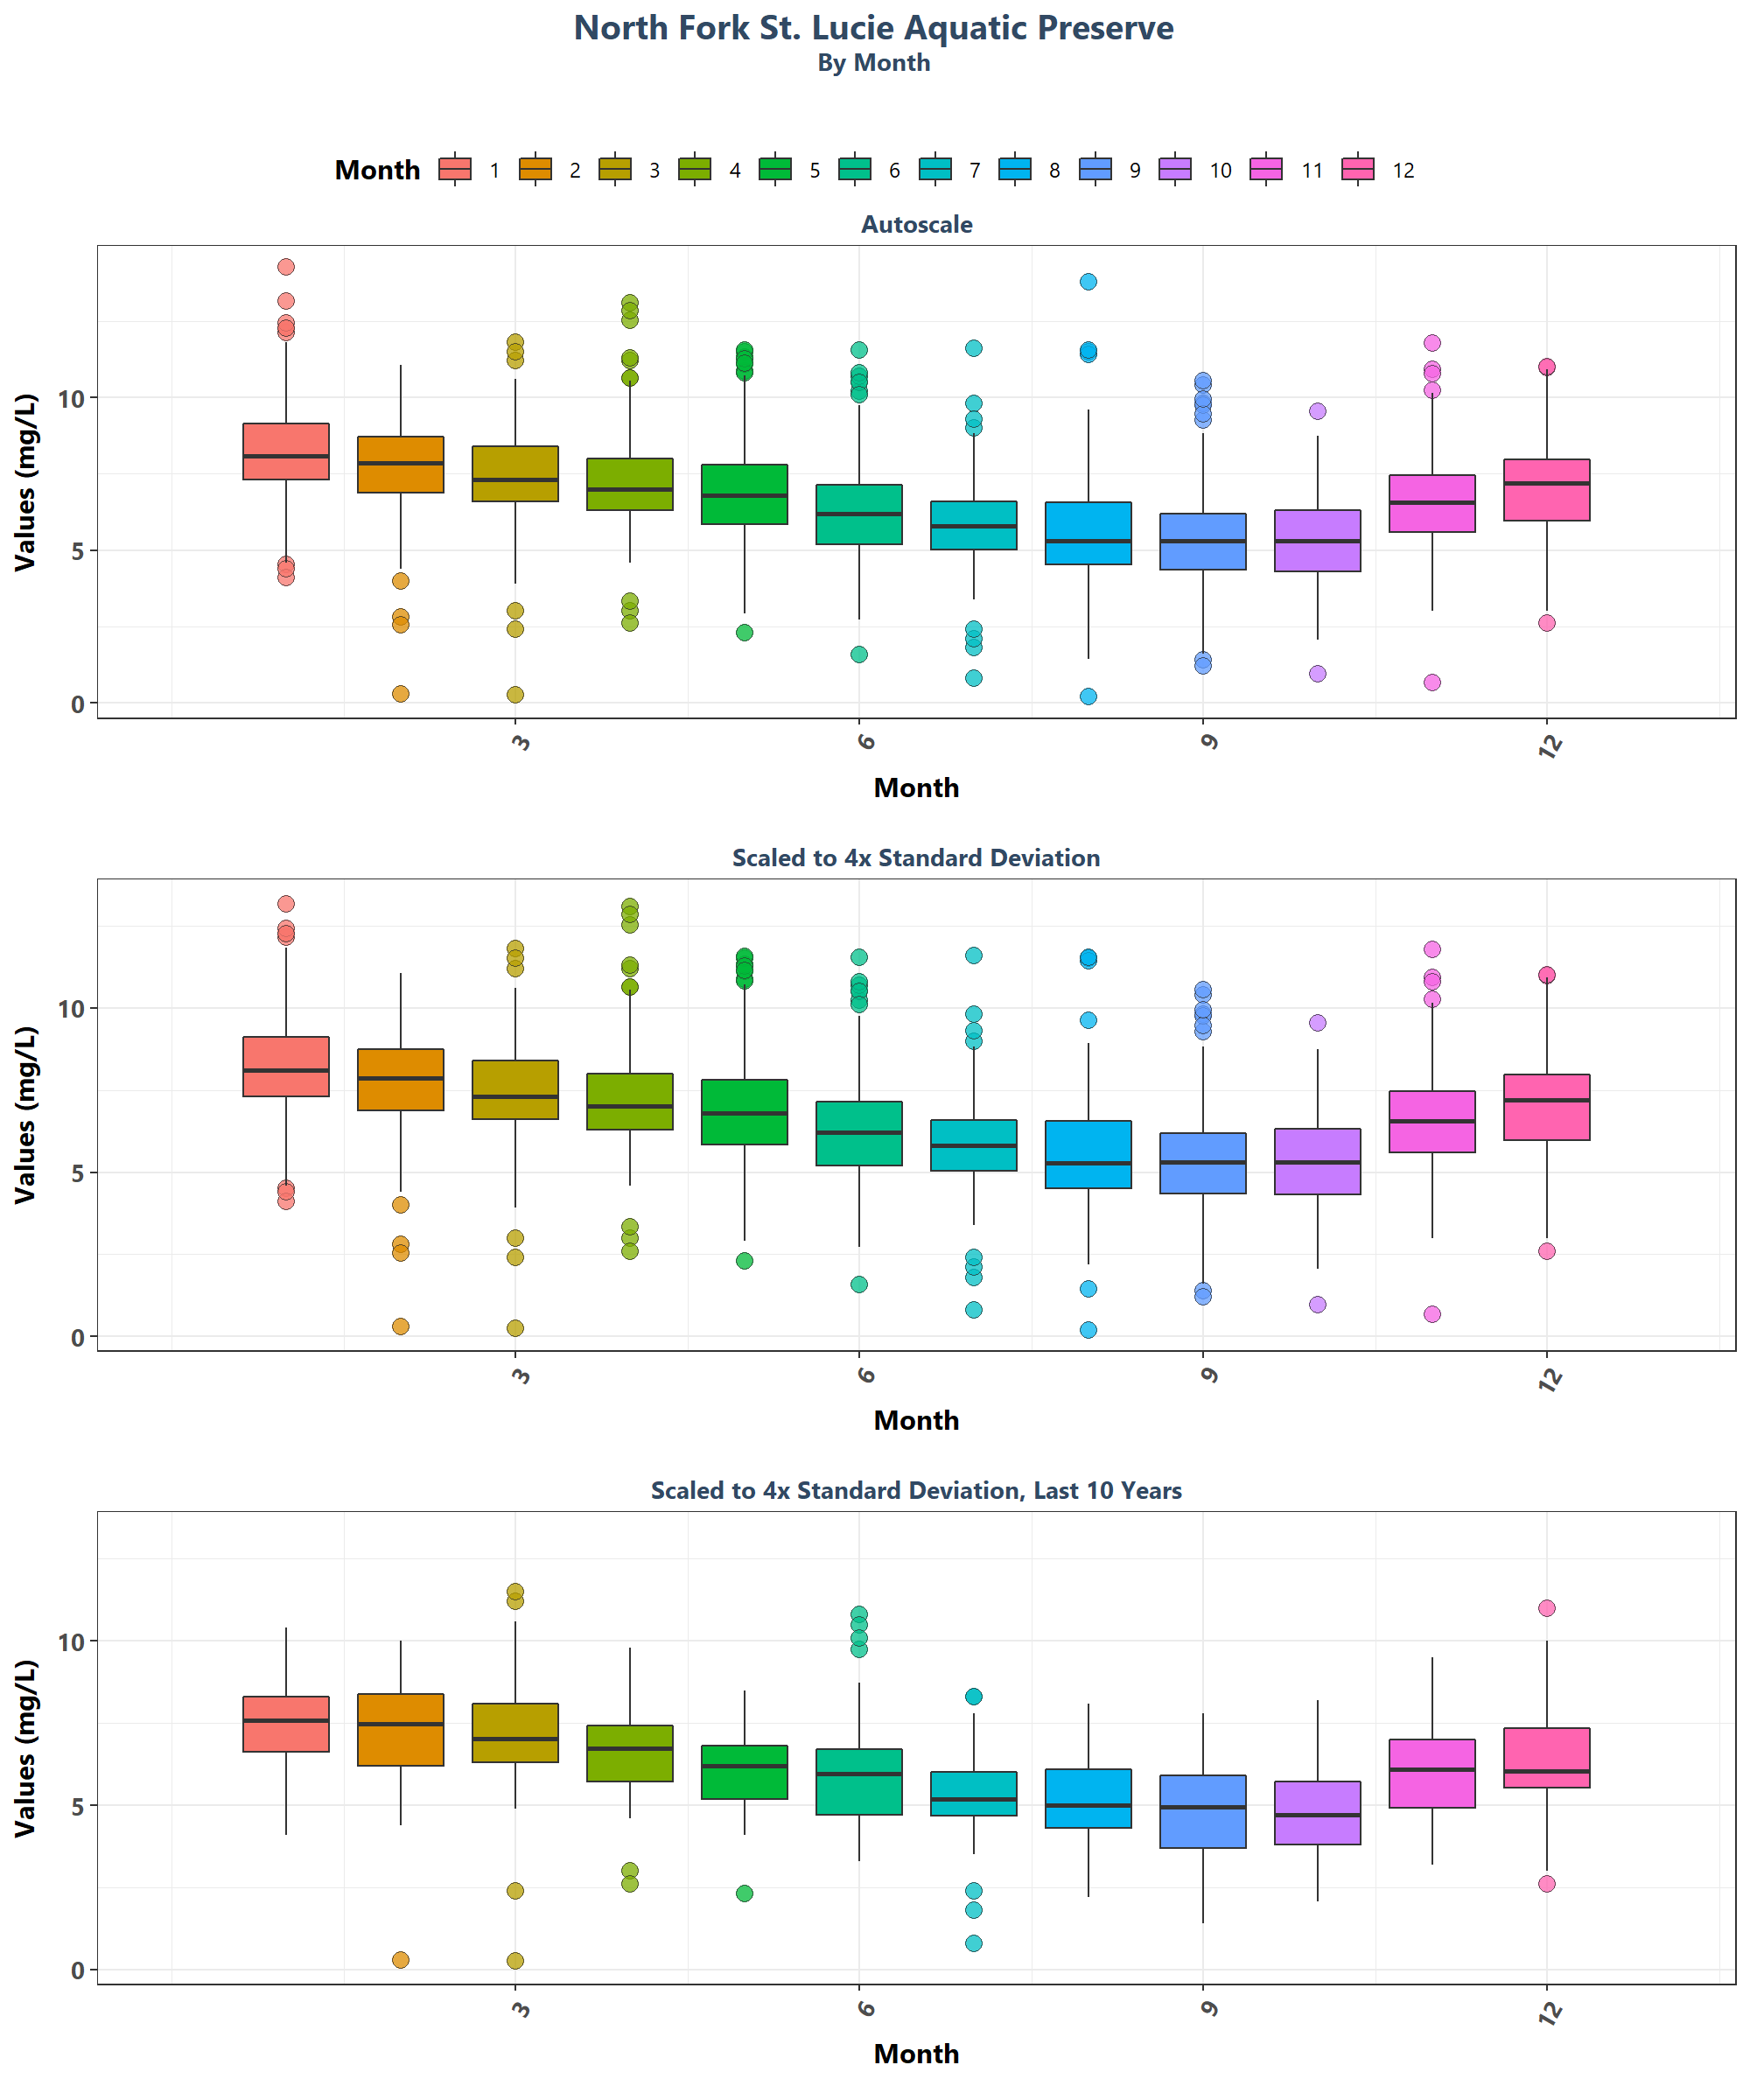 North Fork St. Lucie Aquatic Preserve
By Month
Month 1 2 3 4 5 6 7 8 9 10 11 12
Autoscale
Values (mg/L)
10
5
0
3 6 9 12
Month
Scaled to 4x Standard Deviation
Values (mg/L)
10
5
0
3 6 9 12
Month
Scaled to 4x Standard Deviation, Last 10 Years
Values (mg/L)
10
5
0
3 6 9 12
Month